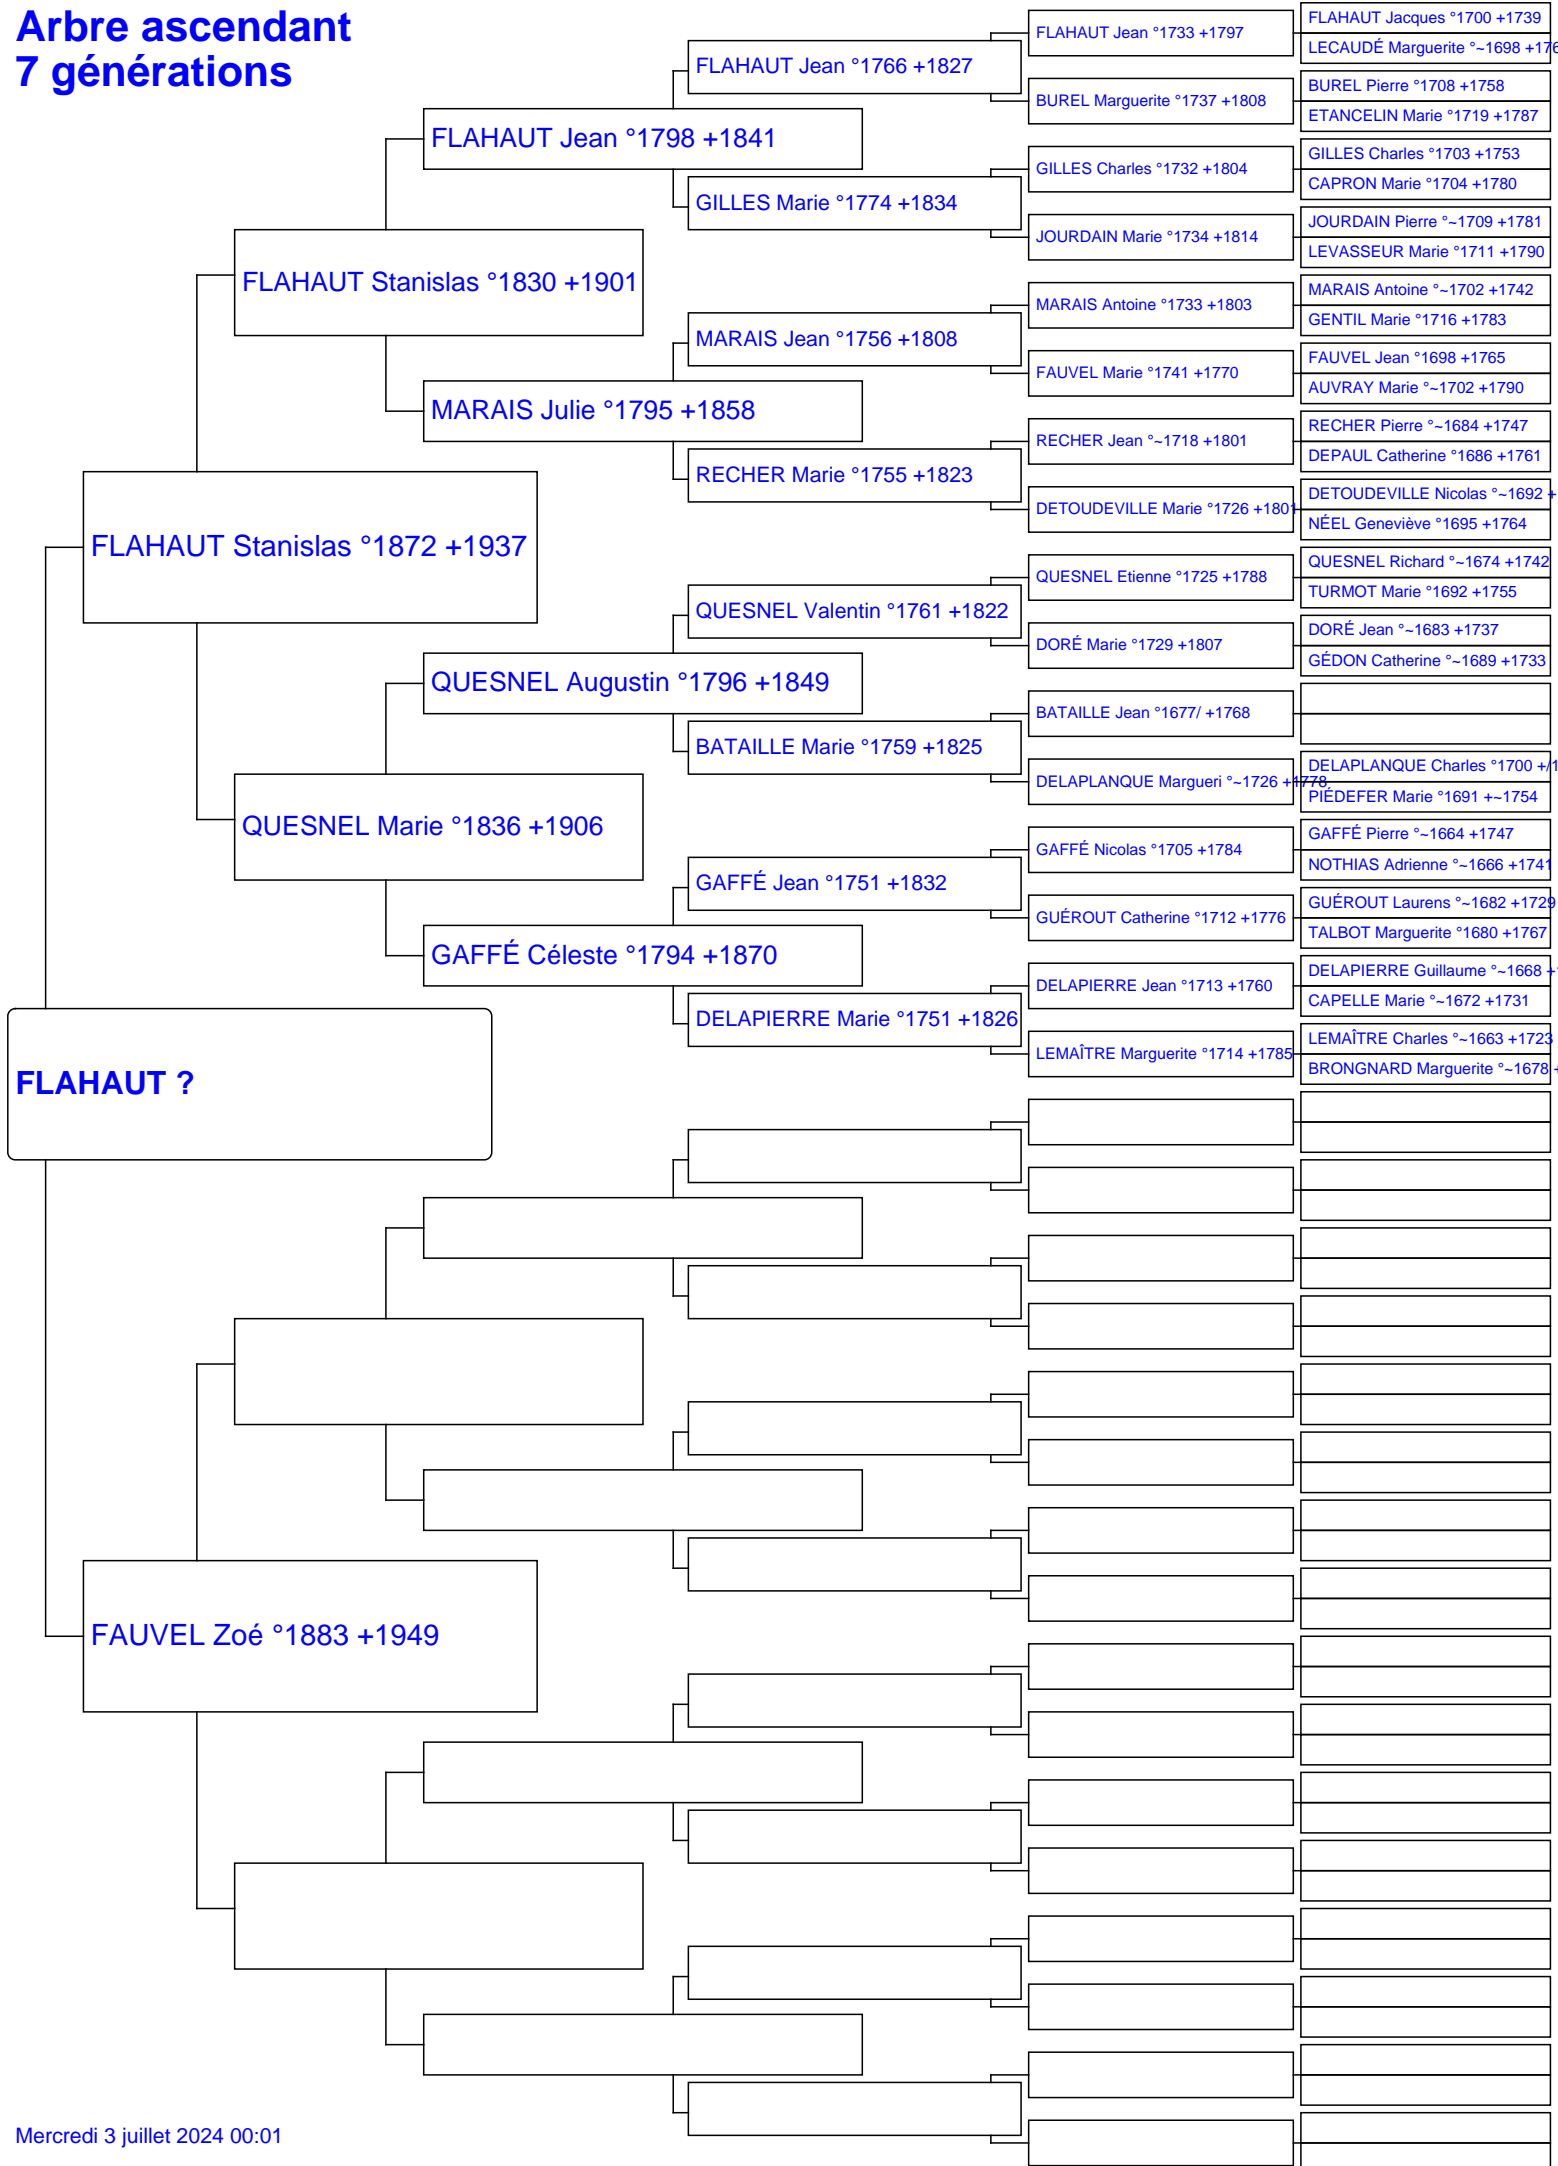 Arbre ascendant
7 générations
FLAHAUT ?
FLAHAUT Stanislas °1872 +1937
FAUVEL Zoé °1883 +1949
FLAHAUT Stanislas °1830 +1901
QUESNEL Marie °1836 +1906
FLAHAUT Jean °1798 +1841
MARAIS Julie °1795 +1858
QUESNEL Augustin °1796 +1849
GAFFÉ Céleste °1794 +1870
FLAHAUT Jean °1766 +1827
GILLES Marie °1774 +1834
MARAIS Jean °1756 +1808
RECHER Marie °1755 +1823
QUESNEL Valentin °1761 +1822
BATAILLE Marie °1759 +1825
GAFFÉ Jean °1751 +1832
DELAPIERRE Marie °1751 +1826
FLAHAUT Jean °1733 +1797
BUREL Marguerite °1737 +1808
GILLES Charles °1732 +1804
JOURDAIN Marie °1734 +1814
MARAIS Antoine °1733 +1803
FAUVEL Marie °1741 +1770
RECHER Jean °~1718 +1801
DETOUDEVILLE Marie °1726 +1801
QUESNEL Etienne °1725 +1788
DORÉ Marie °1729 +1807
BATAILLE Jean °1677/ +1768
DELAPLANQUE Margueri °~1726 +1778
GAFFÉ Nicolas °1705 +1784
GUÉROUT Catherine °1712 +1776
DELAPIERRE Jean °1713 +1760
LEMAÎTRE Marguerite °1714 +1785
FLAHAUT Jacques °1700 +1739
LECAUDÉ Marguerite °~1698 +176
BUREL Pierre °1708 +1758
ETANCELIN Marie °1719 +1787
GILLES Charles °1703 +1753
CAPRON Marie °1704 +1780
JOURDAIN Pierre °~1709 +1781
LEVASSEUR Marie °1711 +1790
MARAIS Antoine °~1702 +1742
GENTIL Marie °1716 +1783
FAUVEL Jean °1698 +1765
AUVRAY Marie °~1702 +1790
RECHER Pierre °~1684 +1747
DEPAUL Catherine °1686 +1761
DETOUDEVILLE Nicolas °~1692 +
NÉEL Geneviève °1695 +1764
QUESNEL Richard °~1674 +1742
TURMOT Marie °1692 +1755
DORÉ Jean °~1683 +1737
GÉDON Catherine °~1689 +1733
DELAPLANQUE Charles °1700 +/1
PIÉDEFER Marie °1691 +~1754
GAFFÉ Pierre °~1664 +1747
NOTHIAS Adrienne °~1666 +1741
GUÉROUT Laurens °~1682 +1729
TALBOT Marguerite °1680 +1767
DELAPIERRE Guillaume °~1668 +
CAPELLE Marie °~1672 +1731
LEMAÎTRE Charles °~1663 +1723
BRONGNARD Marguerite °~1678 +
Mercredi 3 juillet 2024 00:01